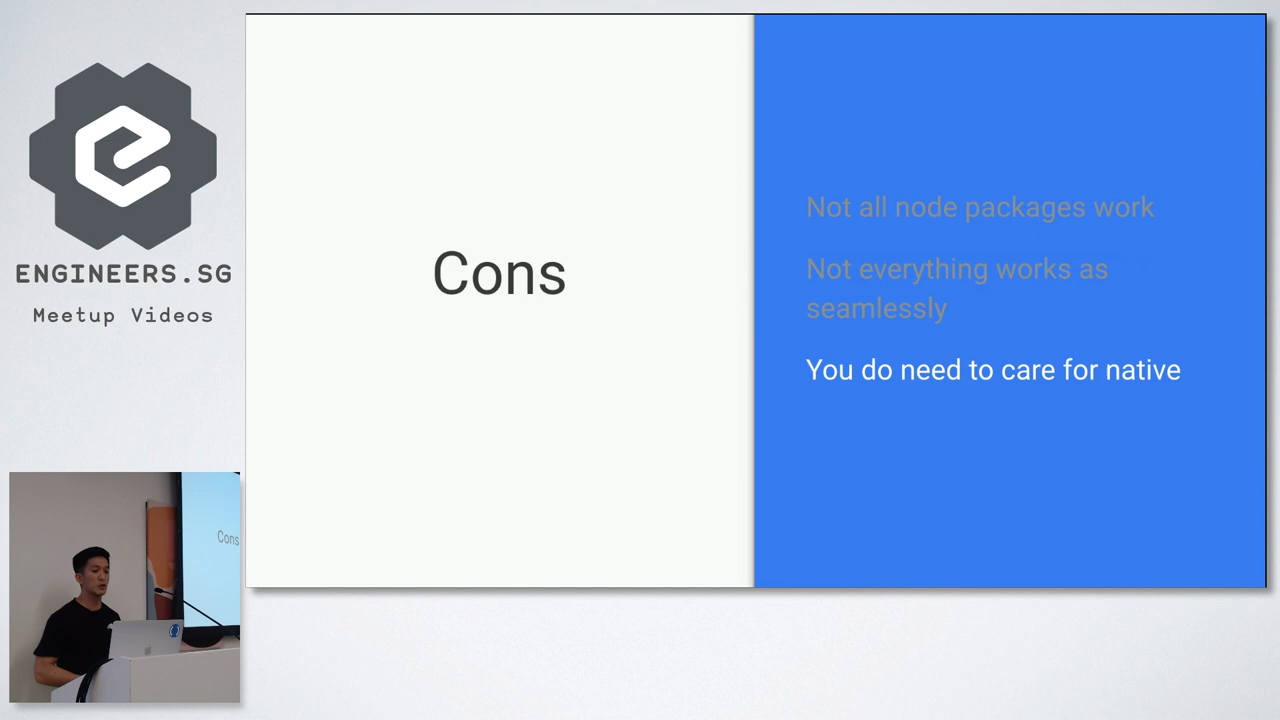 ENGINEERS.SG
Meetup Videos
Cons
Not all node packages work
Not everything works as
seamlessly
You do need to care for native
Cons